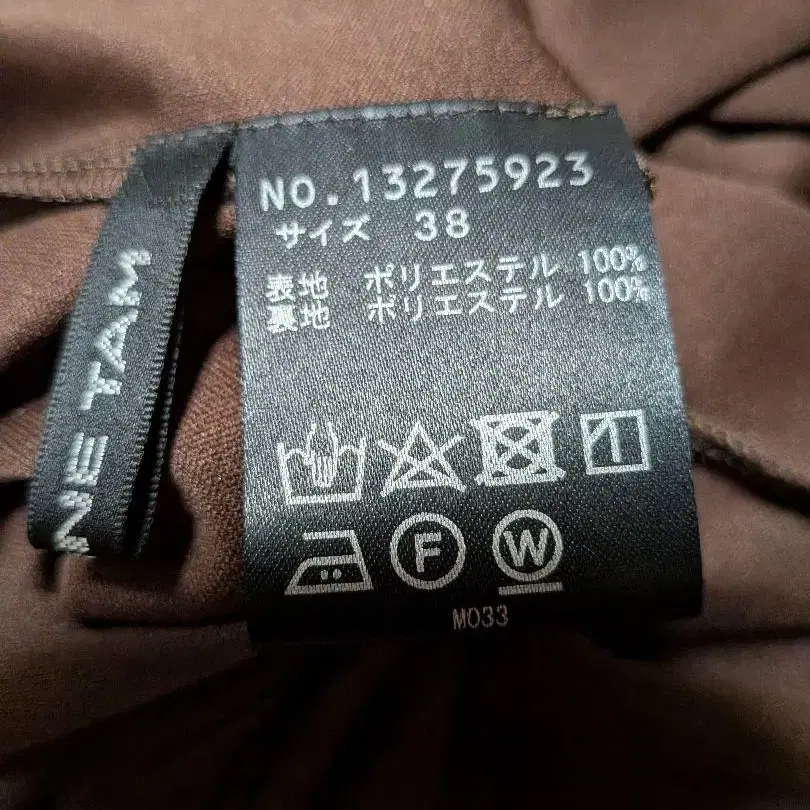 NO.13275923
サイズ 38
表地 ポリエステル 100%
裏地 ポリエステル 100%
F
W
M033
NE TAM